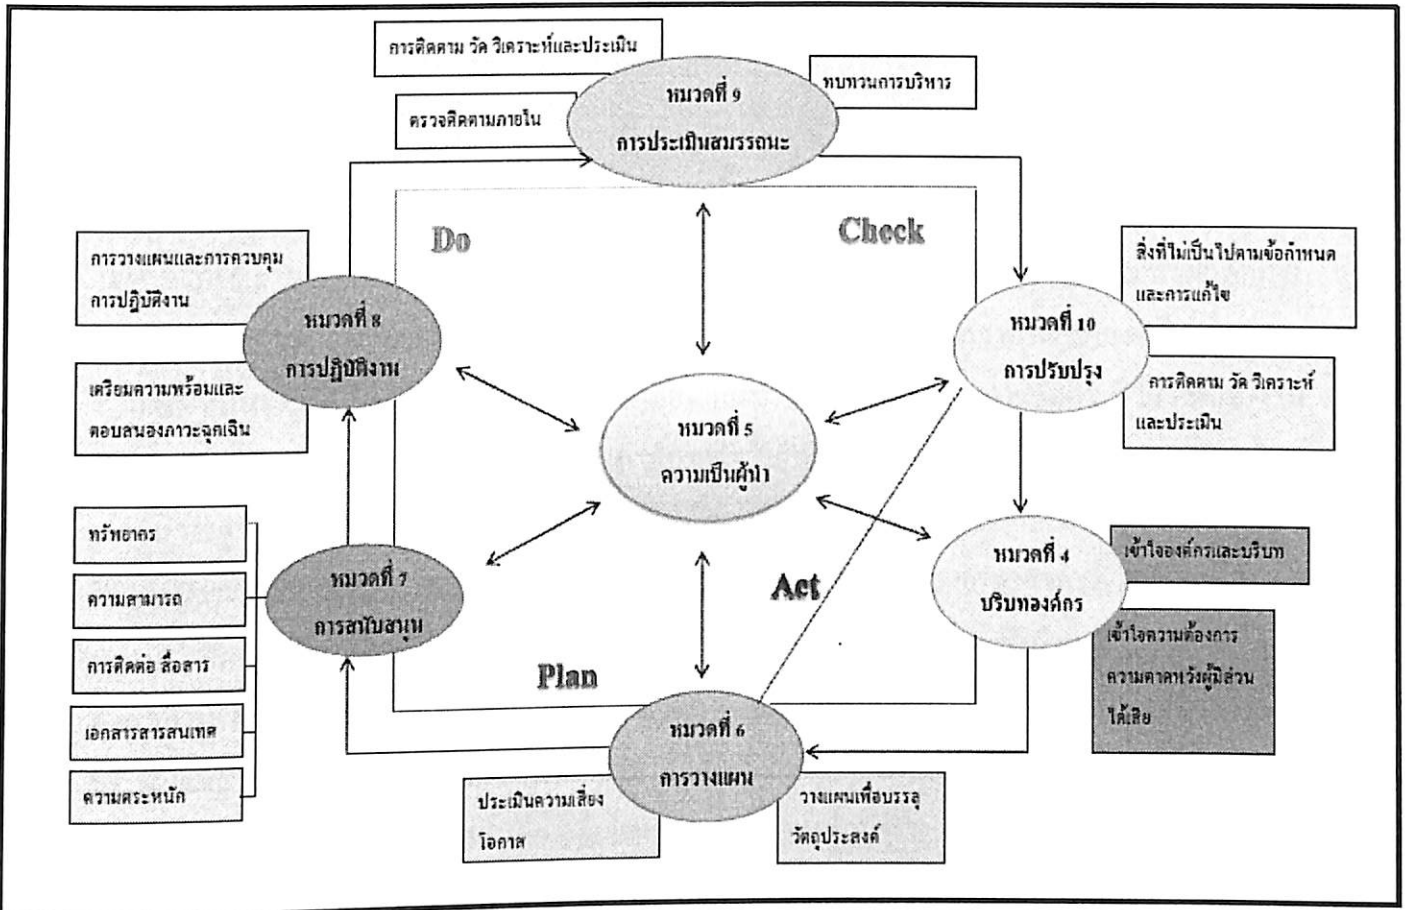 การติดตาม วัด วิเคราะห์และประเมิน
หมวดที่ 9
การประเมินสมรรถนะ
ทบทวนการบริหาร
ตรวจติดตามภายใน
Do
Check
การวางแผนและการควบคุม
การปฏิบัติงาน
หมวดที่ 8
การปฏิบัติงาน
เตรียมความพร้อมและ
ตอบสนองภาวะฉุกเฉิน
สิ่งที่ไม่เป็นไปตามข้อกำหนด
และการแก้ไข
หมวดที่ 10
การปรับปรุง
การติดตาม วัด วิเคราะห์
และประเมิน
หมวดที่ 5
ความเป็นผู้นำ
ทรัพยากร
ความสามารถ
การติดต่อ สื่อสาร
เอกสารสารสนเทศ
ความตระหนัก
หมวดที่ 7
การสนับสนุน
หมวดที่ 4
บริบทองค์กร
เข้าใจองค์กรและบริบท
เข้าใจความต้องการ
ความคาดหวังผู้มีส่วน
ได้เสีย
Act
Plan
หมวดที่ 6
การวางแผน
ประเมินความเสี่ยง
โอกาส
วางแผนเพื่อบรรลุ
วัตถุประสงค์